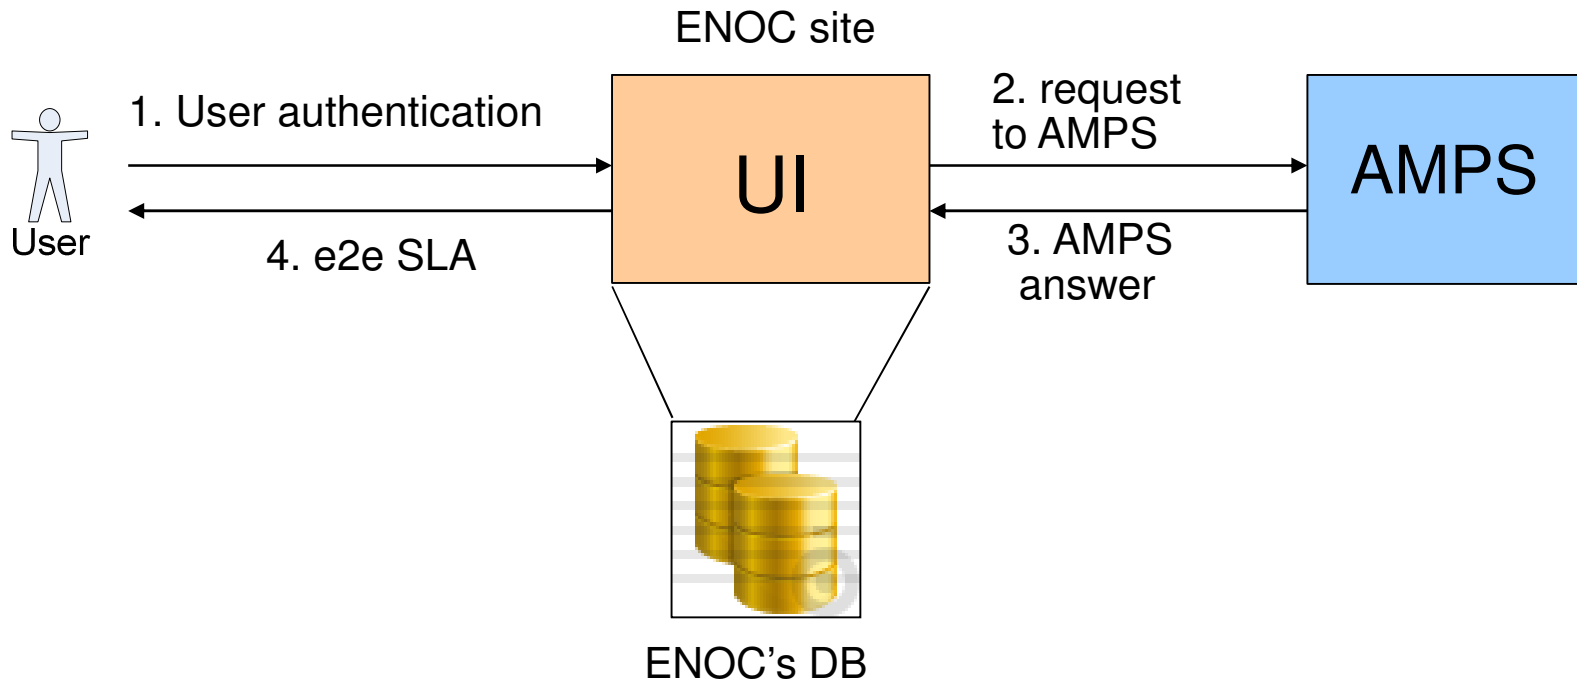 ENOC site
1. User authentication
2. request
to AMPS
UI
AMPS
User
4. e2e SLA
3. AMPS
answer
ENOC’s DB